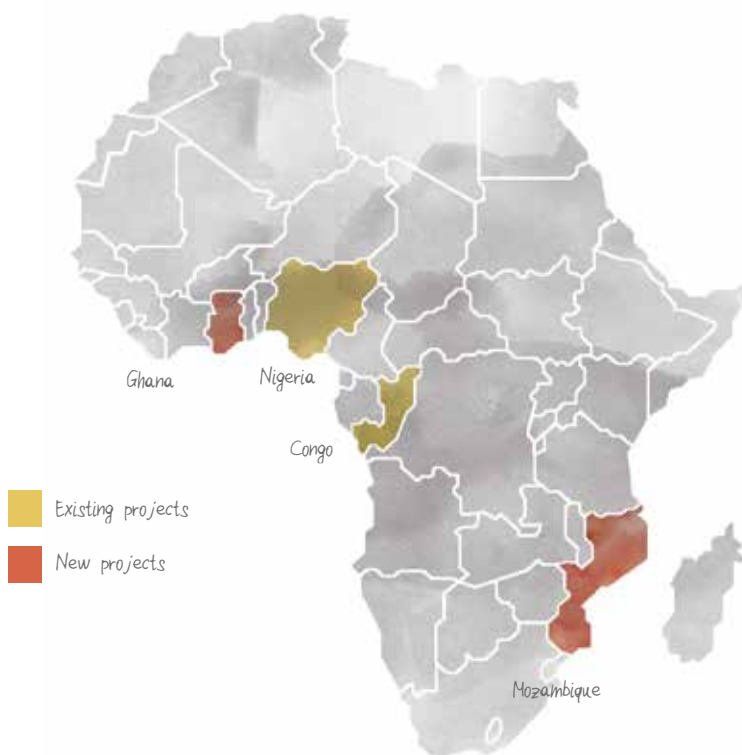 Ghana
Nigeria
Congo
Existing projects
New projects
Mozambique